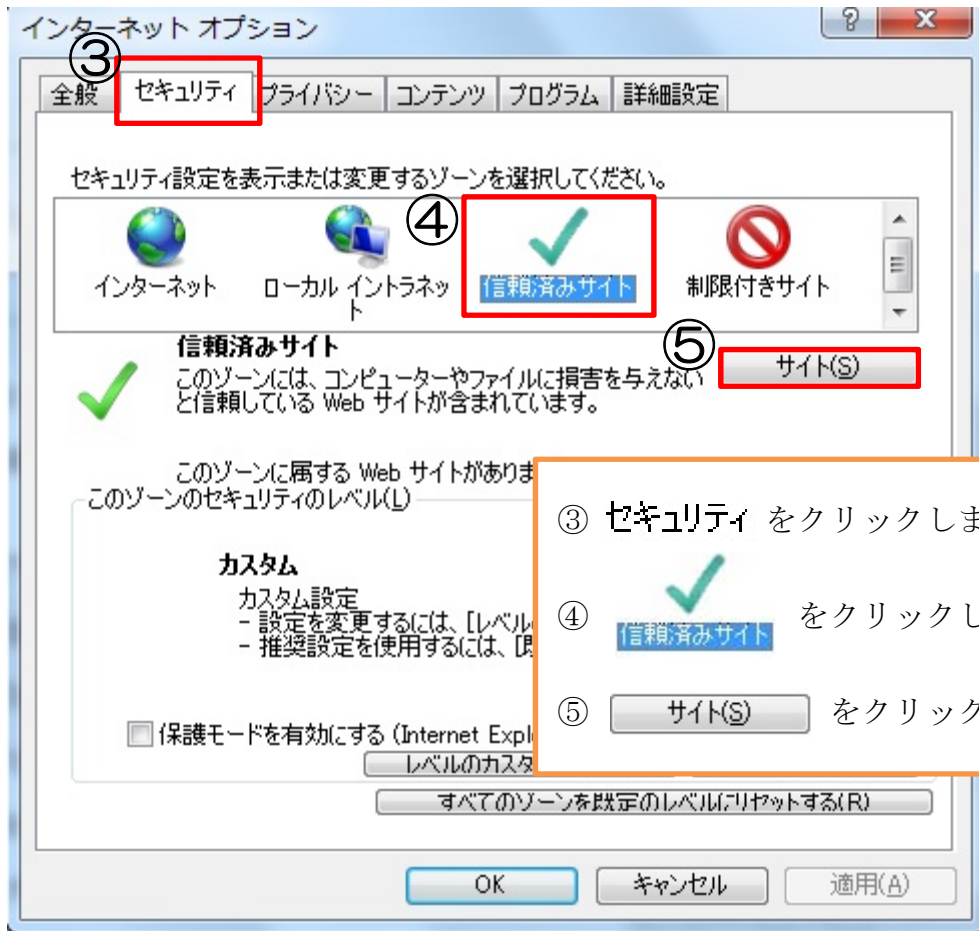 インターネット オプション
③
全般 セキュリティ プライバシー コンテンツ プログラム 詳細設定
セキュリティ設定を表示または変更するゾーンを選択してください。
④
インターネット
ローカル イントラネッ
ト
信頼済みサイト
制限付きサイト
信頼済みサイト
⑤
サイト(S)
このゾーンには、コンピューターやファイルに損害を与えない
と信頼している Web サイトが含まれています。
このゾーンに属する Web サイトがありま
このゾーンのセキュリティのレベル(L)
カスタム
カスタム設定
- 設定を変更するには、[レベル
- 推奨設定を使用するには、[
保護モードを有効にする (Internet Expl
レベルのカスタ
すべてのゾーンを既定のレベルにリセットする(R)
OK キャンセル 適用(A)
③ セキュリティ をクリックしま
④ 信頼済みサイト をクリックし
⑤ サイト(S) をクリック